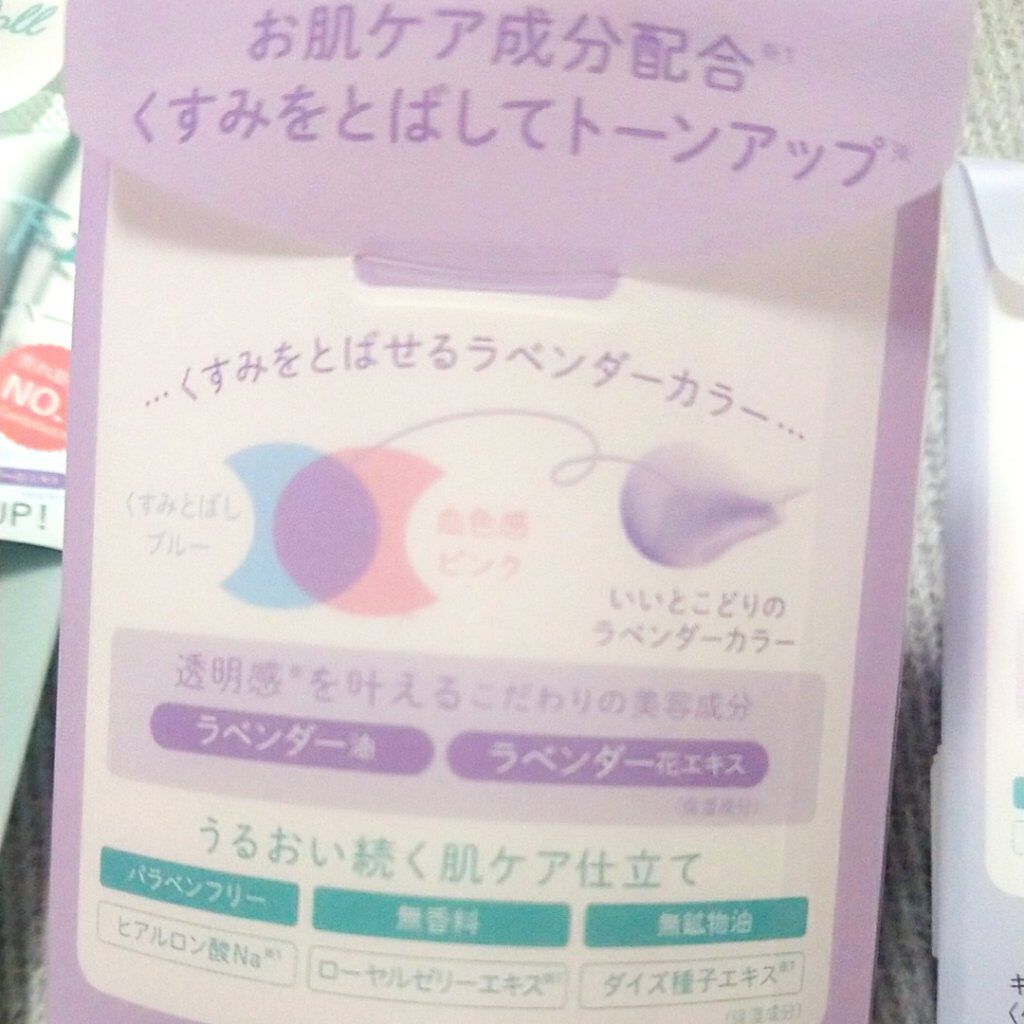 お肌ケア成分配合※1
くすみをとばしてトーンアップ※
…くすみをとばせるラベンダーカラー…
くすみとばし
ブルー
血色感
ピンク
いいとこどりの
ラベンダーカラー
透明感※を叶えるこだわりの美容成分
ラベンダー油
ラベンダー花エキス
(保湿成分)
うるおい続く肌ケア仕立て
パラベンフリー
無香料
無鉱物油
ヒアルロン酸Na※1
ローヤルゼリーエキス※1
ダイズ種子エキス※1
(保湿成分)
NO.
UP!